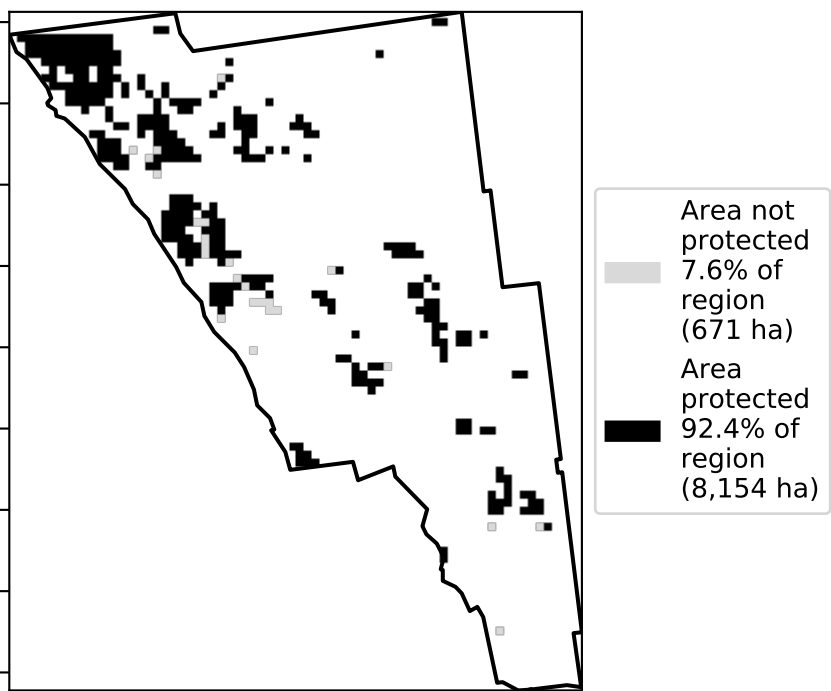 Area not
protected
7.6% of
region
(671 ha)
Area
protected
92.4% of
region
(8,154 ha)